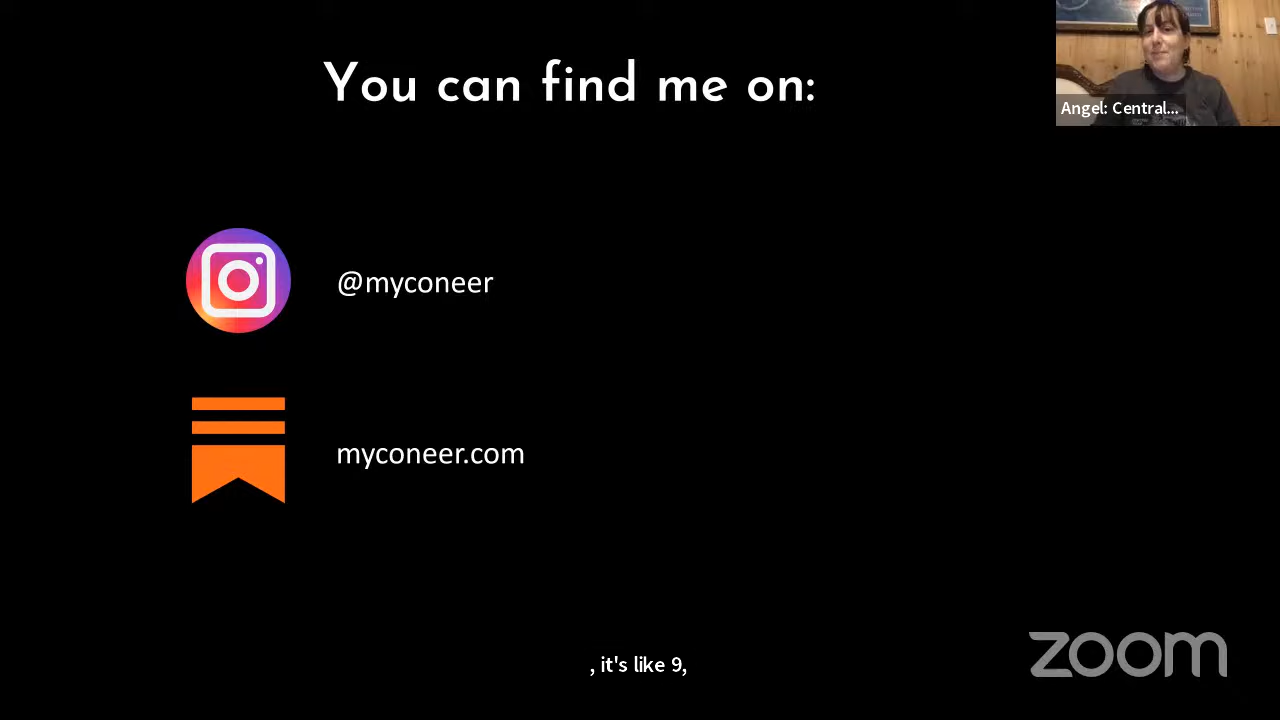 You can find me on:
Angel: Central...
@myconeer
myconeer.com
, it's like 9,
zoom